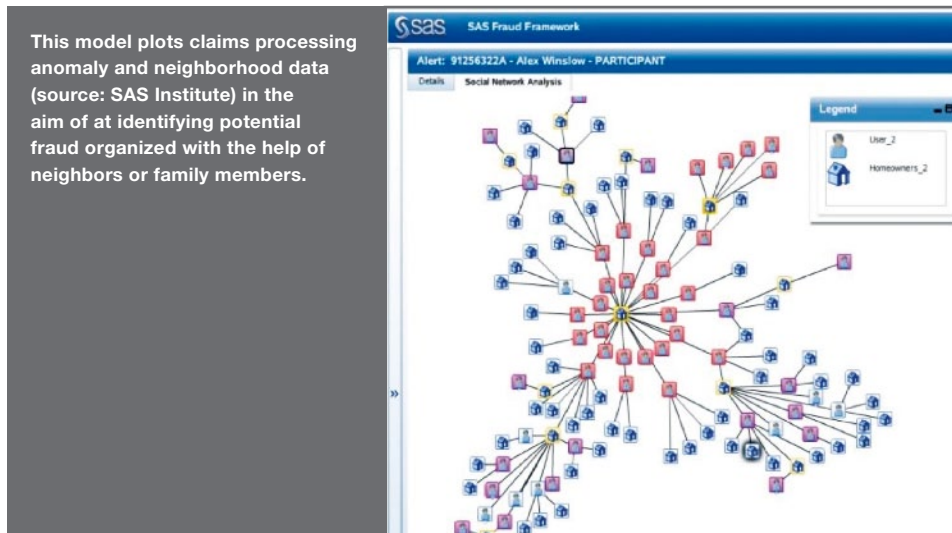 This model plots claims processing
anomaly and neighborhood data
(source: SAS Institute) in the
aim of at identifying potential
fraud organized with the help of
neighbors or family members.
sas SAS Fraud Framework
Alert: 91256322A - Alex Winslow - PARTICIPANT
Details Social Network Analysis
Legend
User_2
Homeowners_2
»